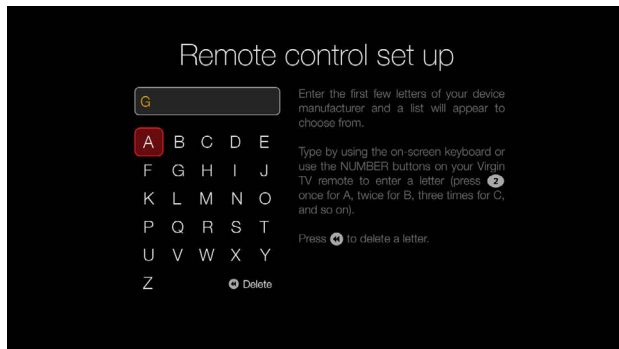 Remote control set up
G
Enter the first few letters of your device
manufacturer and a list will appear to
choose from.
Type by using the on-screen keyboard or
use the NUMBER buttons on your Virgin
TV remote to enter a letter (press 2
once for A, twice for B, three times for C,
and so on).
Press to delete a letter.
A B C D E
F G H I J
K L M N O
P Q R S T
U V W X Y
Z Delete